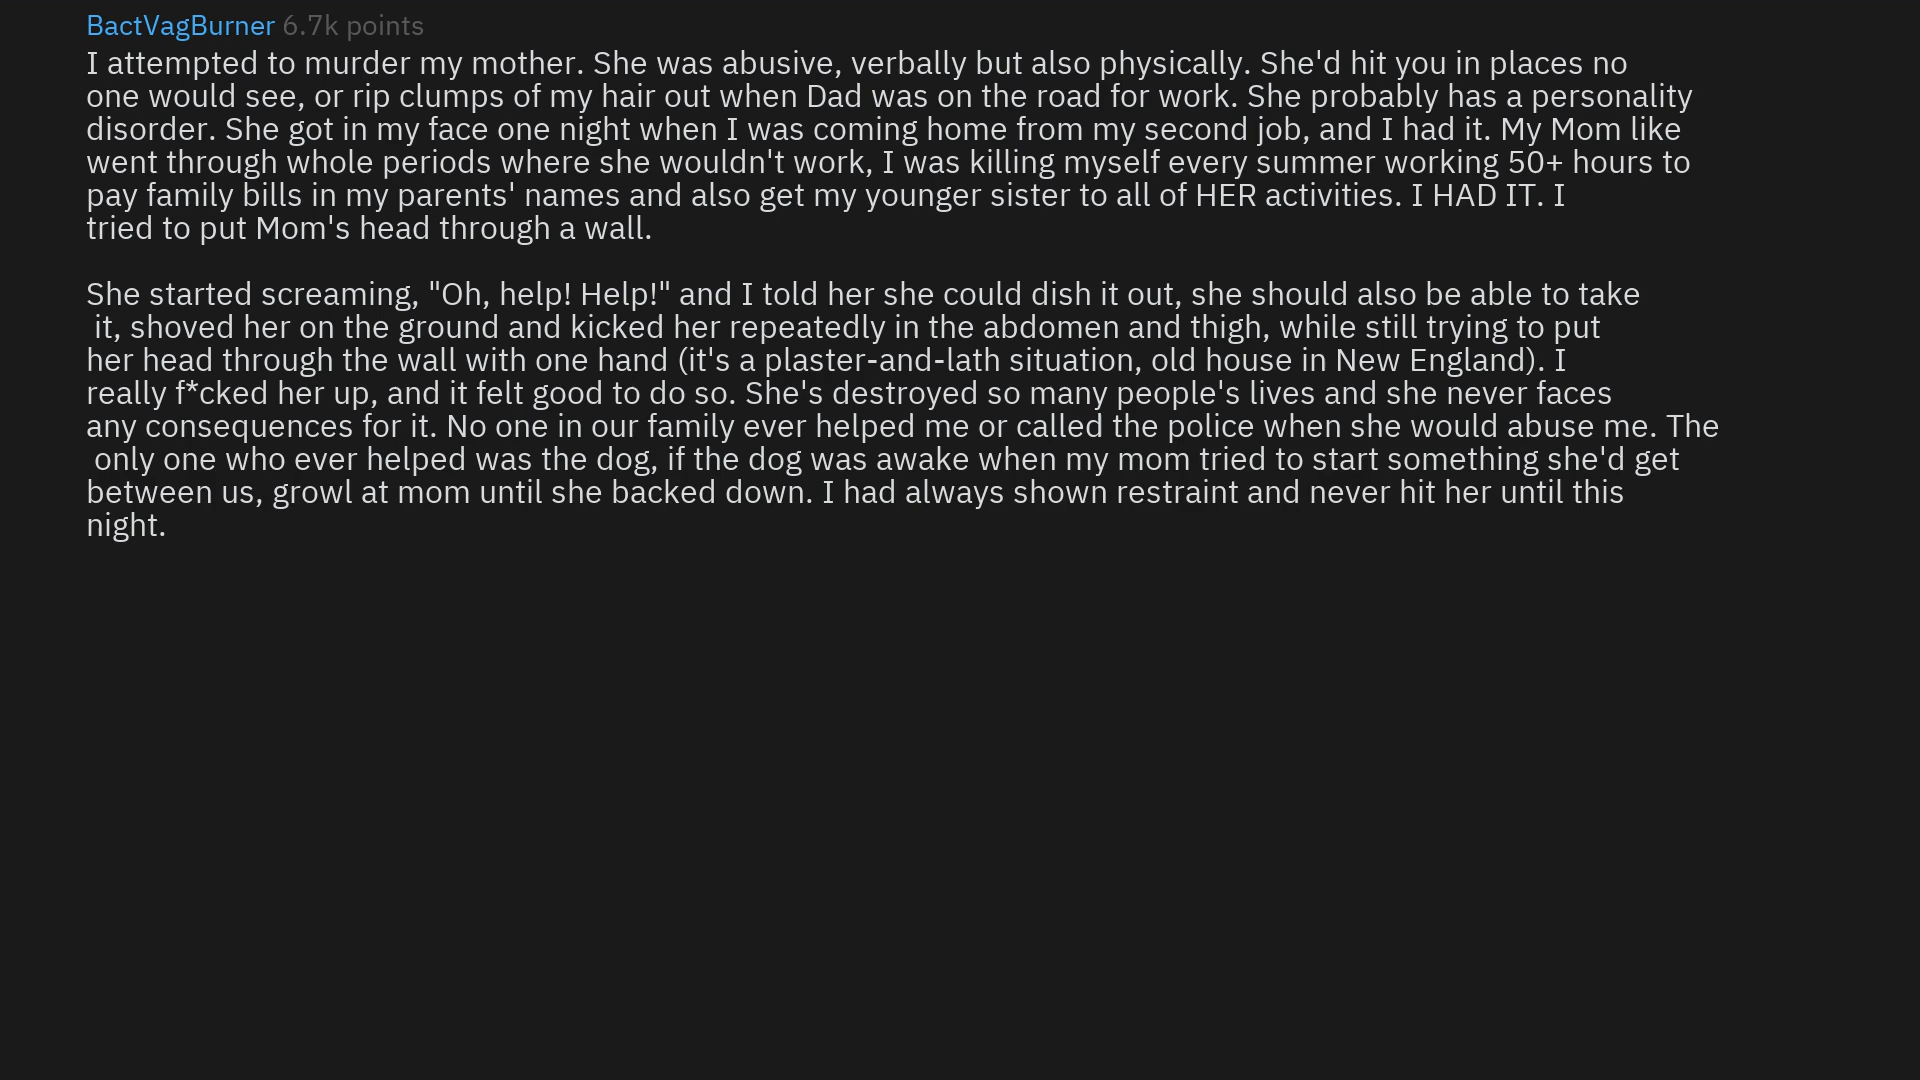 BactVagBurner 6.7k points
I attempted to murder my mother. She was abusive, verbally but also physically. She'd hit you in places no
one would see, or rip clumps of my hair out when Dad was on the road for work. She probably has a personality
disorder. She got in my face one night when I was coming home from my second job, and I had it. My Mom like
went through whole periods where she wouldn't work, I was killing myself every summer working 50+ hours to
pay family bills in my parents' names and also get my younger sister to all of HER activities. I HAD IT. I
tried to put Mom's head through a wall.

She started screaming, "Oh, help! Help!" and I told her she could dish it out, she should also be able to take
it, shoved her on the ground and kicked her repeatedly in the abdomen and thigh, while still trying to put
her head through the wall with one hand (it's a plaster-and-lath situation, old house in New England). I
really f*cked her up, and it felt good to do so. She's destroyed so many people's lives and she never faces
any consequences for it. No one in our family ever helped me or called the police when she would abuse me. The
only one who ever helped was the dog, if the dog was awake when my mom tried to start something she'd get
between us, growl at mom until she backed down. I had always shown restraint and never hit her until this
night.